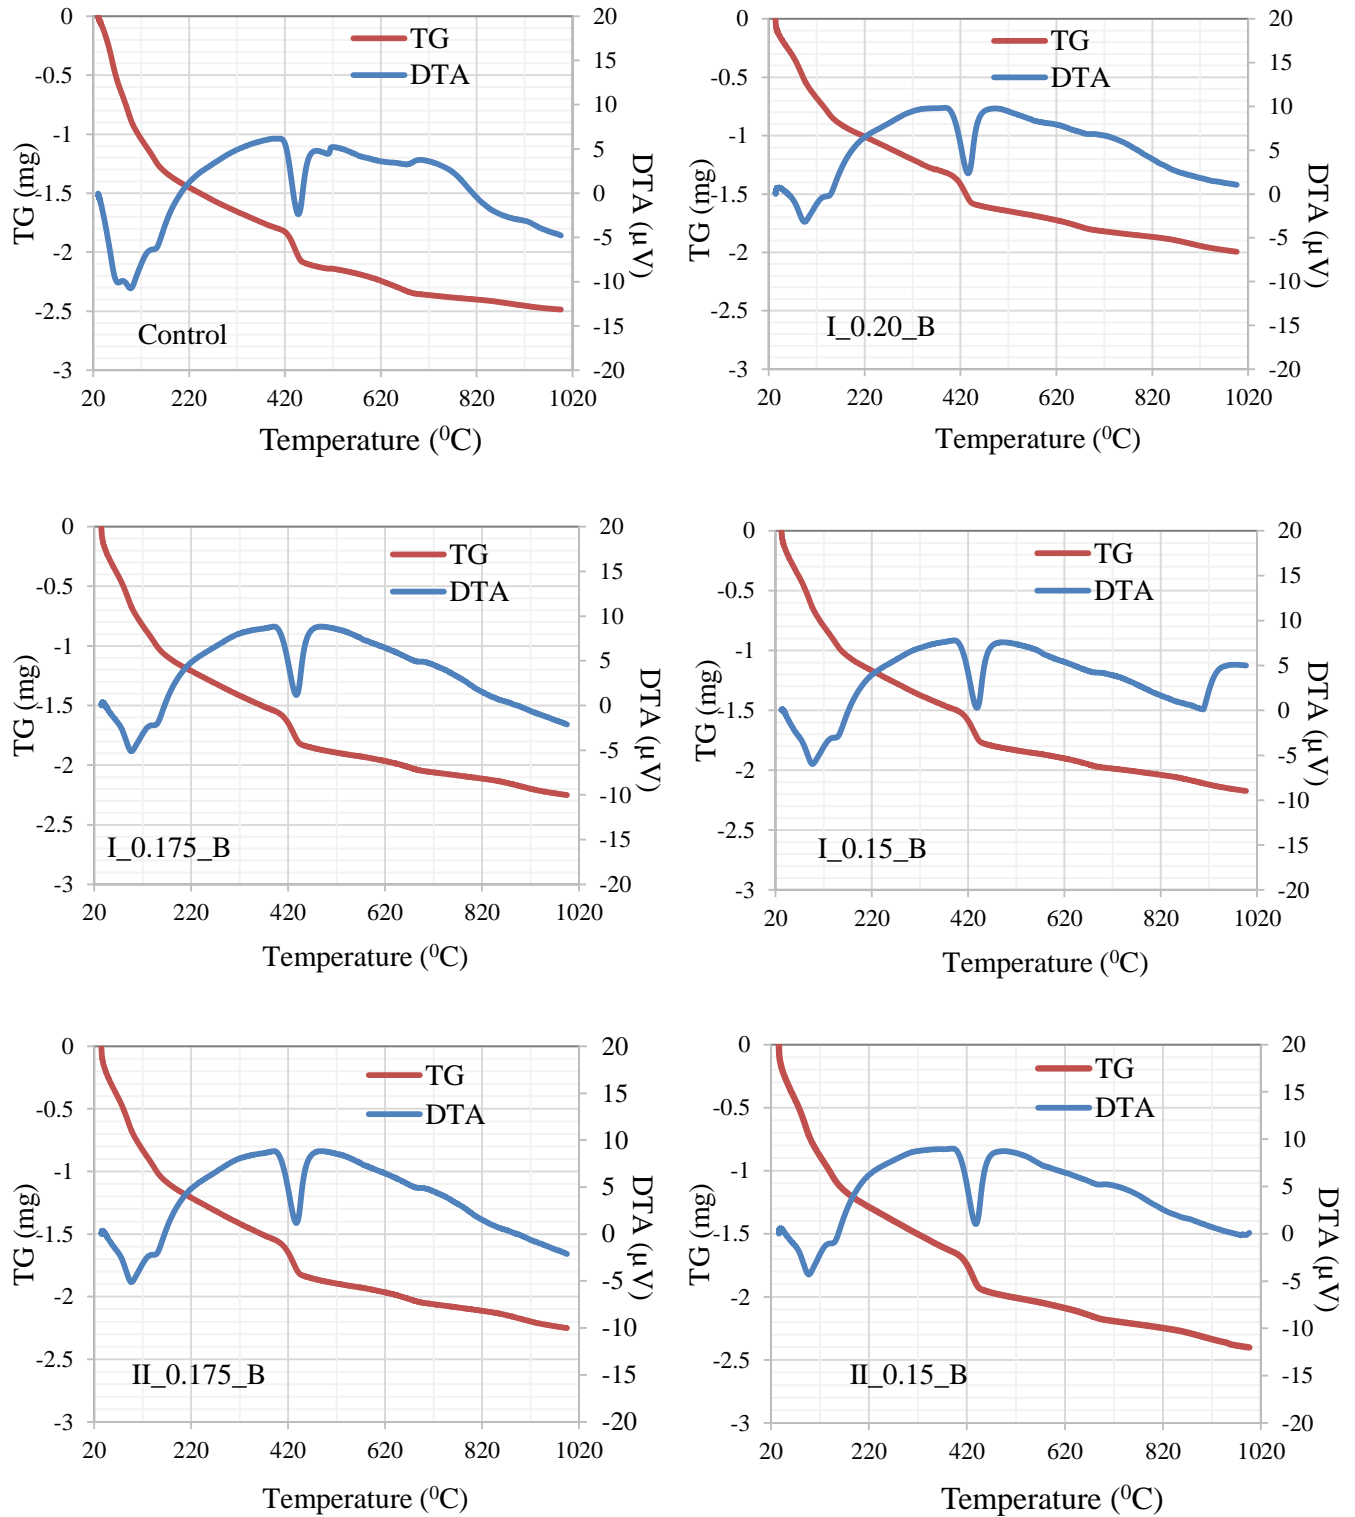 0
-0.5
-1
-1.5
-2
-2.5
-3
TG (mg)
20
15
10
5
0
-5
-10
-15
-20
DTA (µV)
TG
DTA
Control
20 220 420 620 820 1020
Temperature (⁰C)
0
-0.5
-1
-1.5
-2
-2.5
-3
TG (mg)
20
15
10
5
0
-5
-10
-15
-20
DTA (µV)
TG
DTA
I_0.20_B
20 220 420 620 820 1020
Temperature (⁰C)
0
-0.5
-1
-1.5
-2
-2.5
-3
TG (mg)
20
15
10
5
0
-5
-10
-15
-20
DTA (µV)
TG
DTA
I_0.175_B
20 220 420 620 820 1020
Temperature (⁰C)
0
-0.5
-1
-1.5
-2
-2.5
-3
TG (mg)
20
15
10
5
0
-5
-10
-15
-20
DTA (µV)
TG
DTA
I_0.15_B
20 220 420 620 820 1020
Temperature (⁰C)
0
-0.5
-1
-1.5
-2
-2.5
-3
TG (mg)
20
15
10
5
0
-5
-10
-15
-20
DTA (µV)
TG
DTA
II_0.175_B
20 220 420 620 820 1020
Temperature (⁰C)
0
-0.5
-1
-1.5
-2
-2.5
-3
TG (mg)
20
15
10
5
0
-5
-10
-15
-20
DTA (µV)
TG
DTA
II_0.15_B
20 220 420 620 820 1020
Temperature (⁰C)